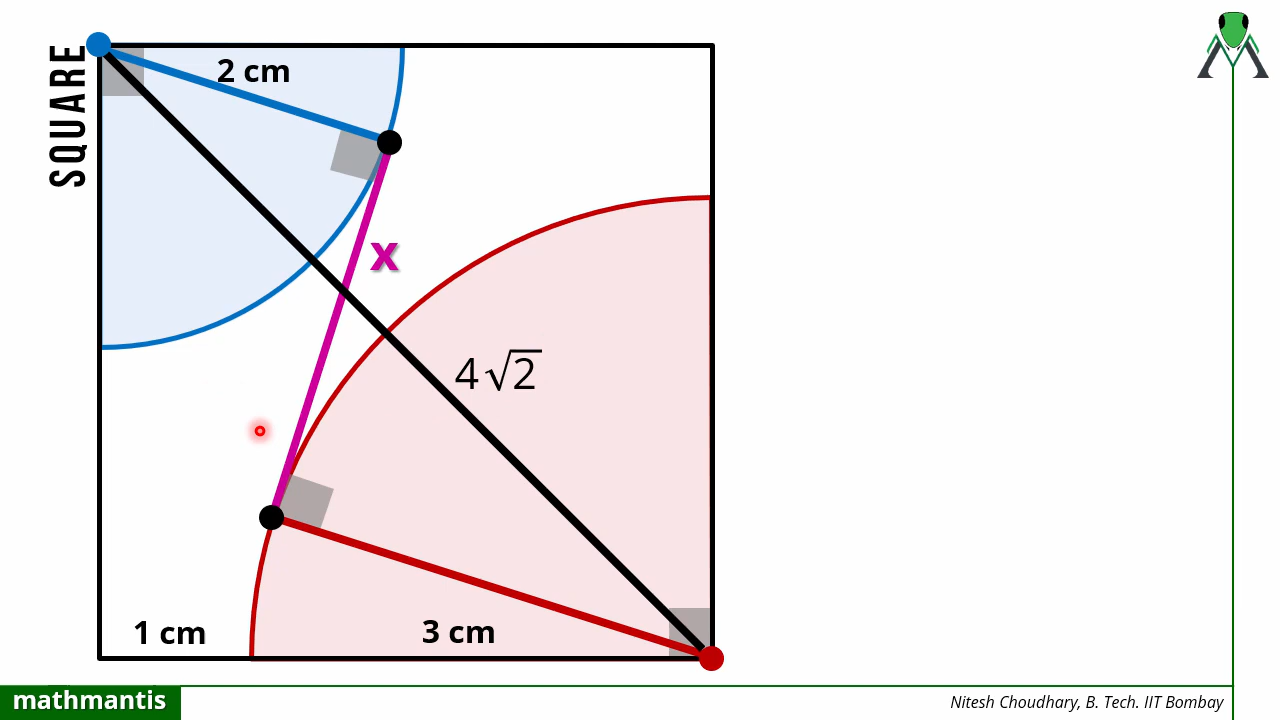 SQUARE
2 cm
x
4√2
1 cm
3 cm
mathmantis
Nitesh Choudhary, B. Tech. IIT Bombay